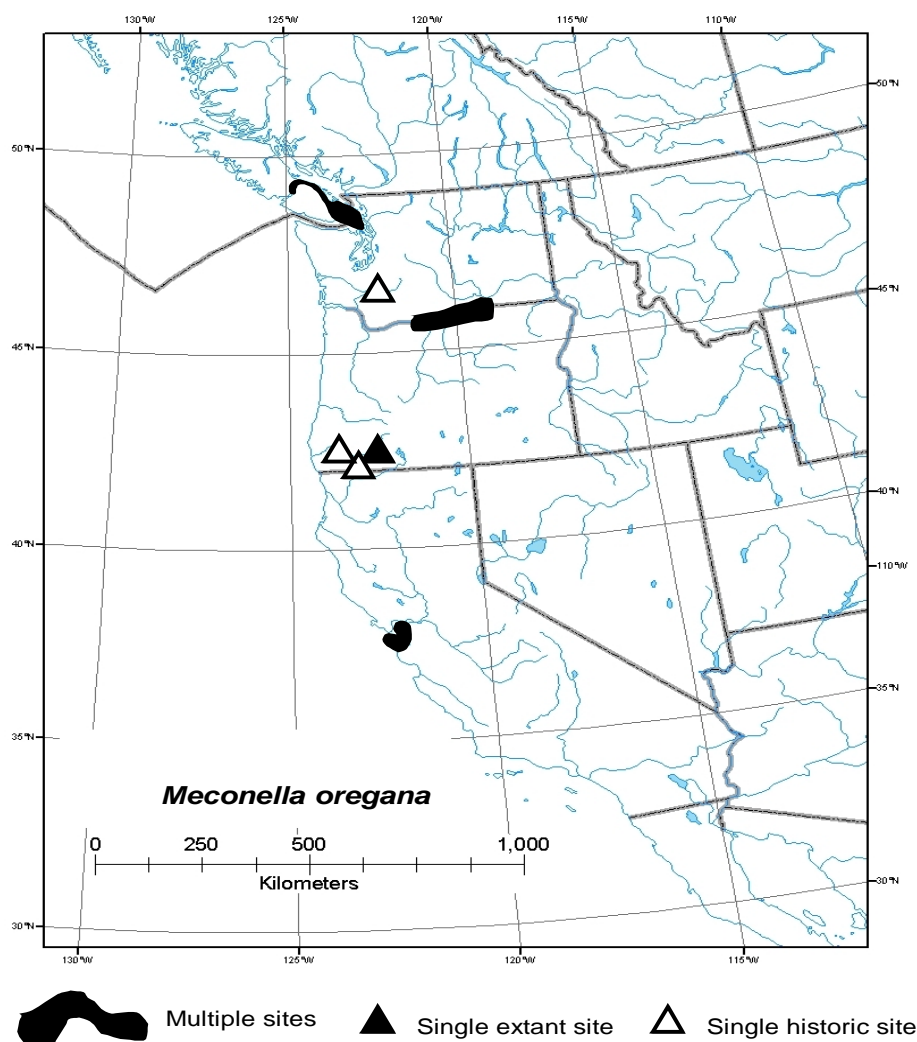 130°W 125°W 120°W 115°W 110°W
50°N
50°N
45°N
45°N
40°N
40°N
110°W
35°N
35°N
Meconella oregana
0 250 500 1,000
Kilometers
30°N
30°N
130°W 125°W 120°W 115°W
Multiple sites Single extant site Single historic site